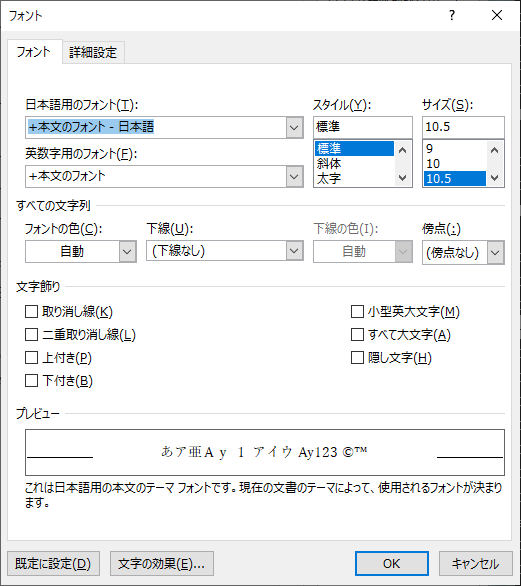 フォント
? ×
フォント 詳細設定
日本語用のフォント(T): スタイル(Y): サイズ(S):
+本文のフォント - 日本語 標準 10.5
標準 9
英数字用のフォント(F): 斜体 10
+本文のフォント 太字 10.5
すべての文字列
フォントの色(C): 下線(U): 下線の色(I): 傍点(:)
自動 (下線なし) 自動 (傍点なし)
文字飾り
取り消し線(K) 小型英大文字(M)
二重取り消し線(L) すべて大文字(A)
上付き(P) 隠し文字(H)
下付き(B)
プレビュー
あア亜Ａｙ １ アイウ Ay123 ©™
これは日本語用の本文のテーマ フォントです。現在の文書のテーマによって、使用されるフォントが決まり
ます。
既定に設定(D) 文字の効果(E)... OK キャンセル